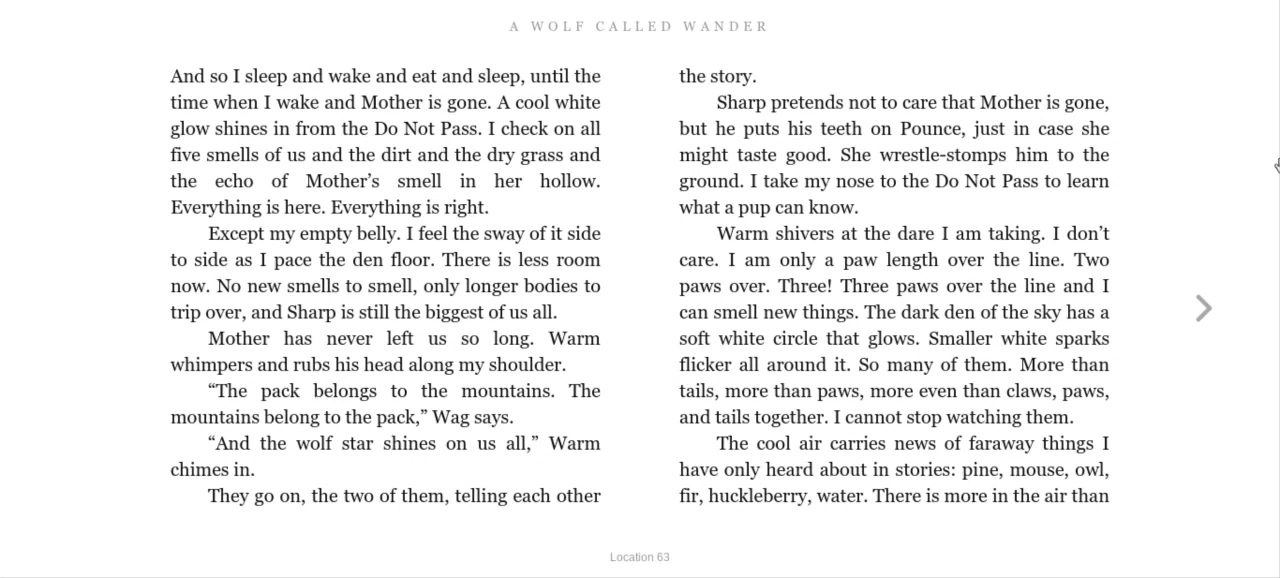 A WOLF CALLED WANDER
And so I sleep and wake and eat and sleep, until the
time when I wake and Mother is gone. A cool white
glow shines in from the Do Not Pass. I check on all
five smells of us and the dirt and the dry grass and
the echo of Mother’s smell in her hollow.
Everything is here. Everything is right.
Except my empty belly. I feel the sway of it side
to side as I pace the den floor. There is less room
now. No new smells to smell, only longer bodies to
trip over, and Sharp is still the biggest of us all.
Mother has never left us so long. Warm
whimpers and rubs his head along my shoulder.
“The pack belongs to the mountains. The
mountains belong to the pack,” Wag says.
“And the wolf star shines on us all,” Warm
chimes in.
They go on, the two of them, telling each other
the story.
Sharp pretends not to care that Mother is gone,
but he puts his teeth on Pounce, just in case she
might taste good. She wrestle-stomps him to the
ground. I take my nose to the Do Not Pass to learn
what a pup can know.
Warm shivers at the dare I am taking. I don’t
care. I am only a paw length over the line. Two
paws over. Three! Three paws over the line and I
can smell new things. The dark den of the sky has a
soft white circle that glows. Smaller white sparks
flicker all around it. So many of them. More than
tails, more than paws, more even than claws, paws,
and tails together. I cannot stop watching them.
The cool air carries news of faraway things I
have only heard about in stories: pine, mouse, owl,
fir, huckleberry, water. There is more in the air than
Location 63